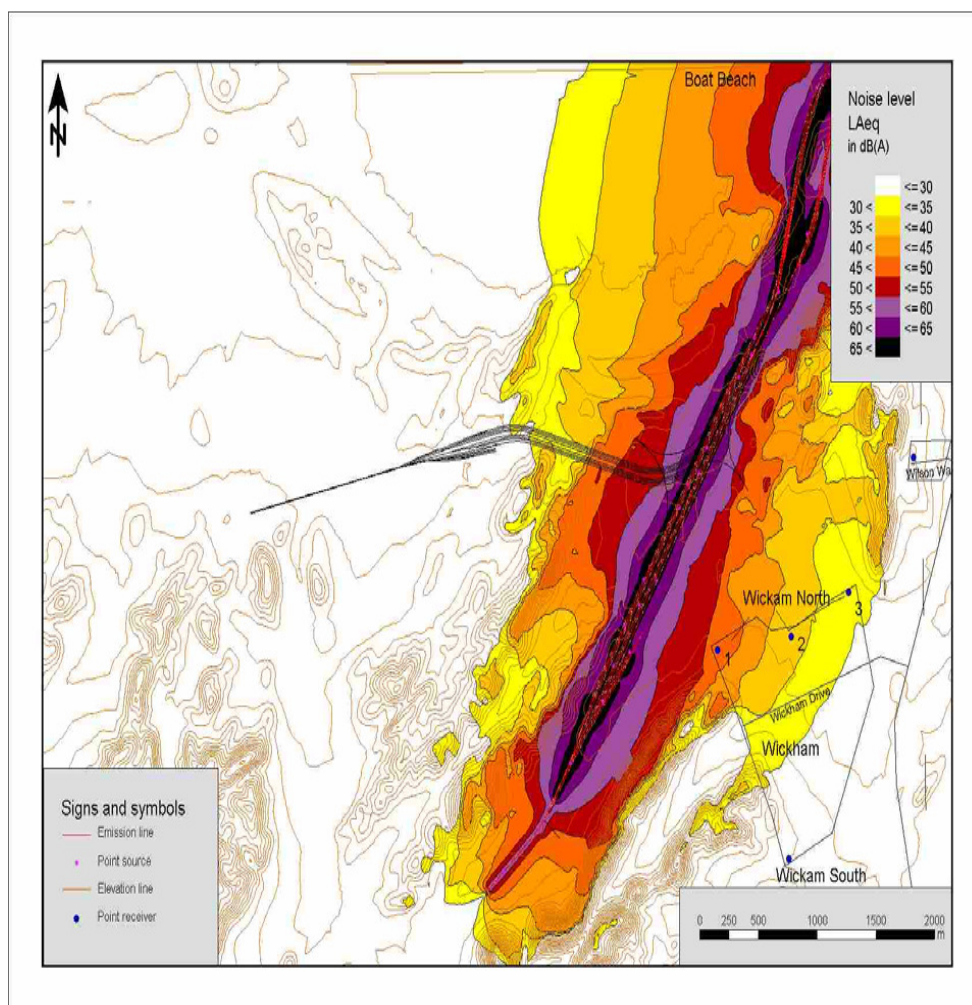 N
Boat Beach
Noise level
LAeq
in dB(A)
<= 30
30 < <= 35
35 < <= 40
40 < <= 45
45 < <= 50
50 < <= 55
55 < <= 60
60 < <= 65
65 <
Wilson Wa
Wickam North
3
2
1
Wickham Drive
Wickham
Wickam South
Signs and symbols
Emission line
Point source
Elevation line
Point receiver
0 250 500 1000 1500 2000
m